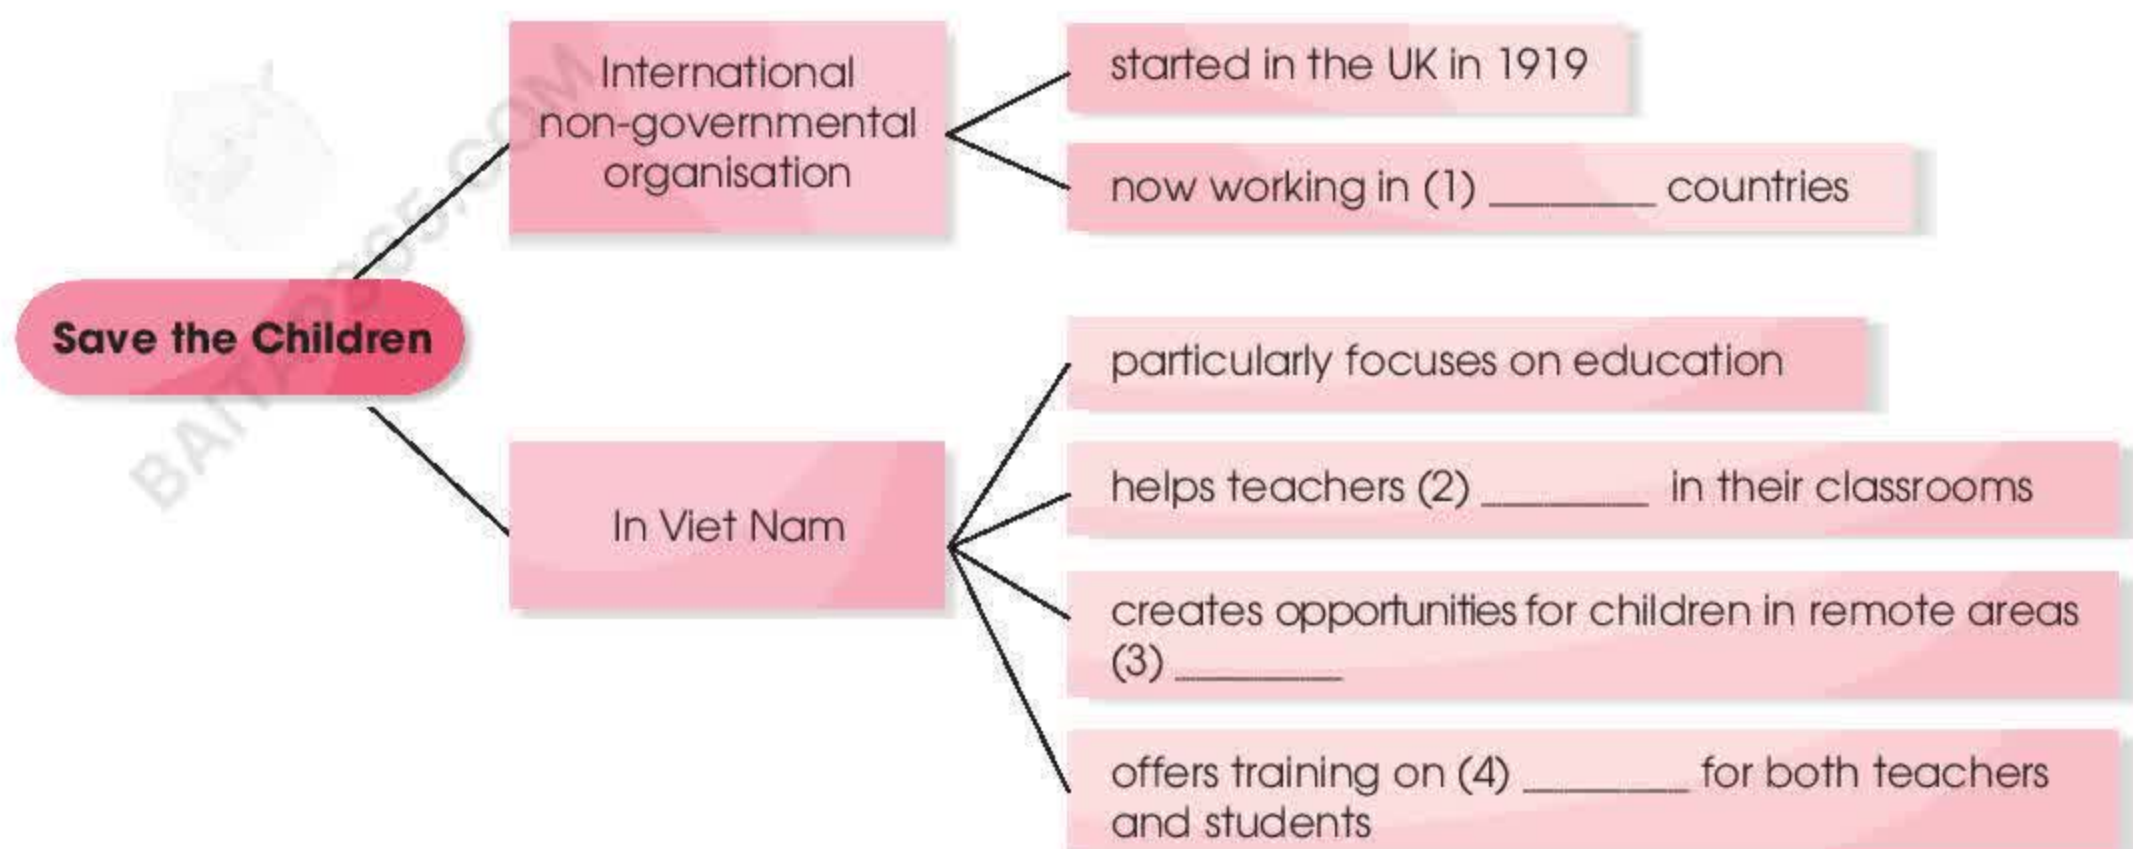 International
non-governmental
organisation
started in the UK in 1919
now working in (1) ________ countries
Save the Children
In Viet Nam
particularly focuses on education
helps teachers (2) ________ in their classrooms
creates opportunities for children in remote areas
(3) ________
offers training on (4) ________ for both teachers
and students